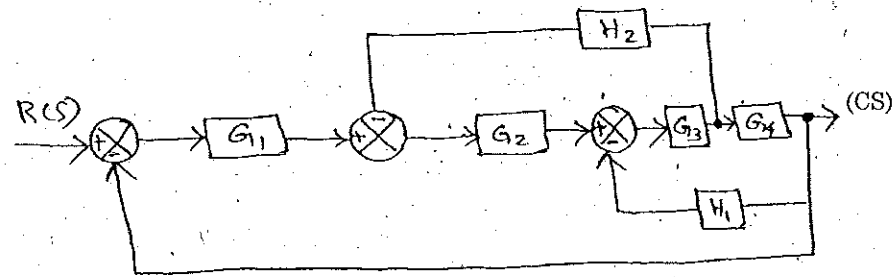 H2
R(S)
G1
G2
G3
G4
(CS)
H1
+
-
+
-
+
-